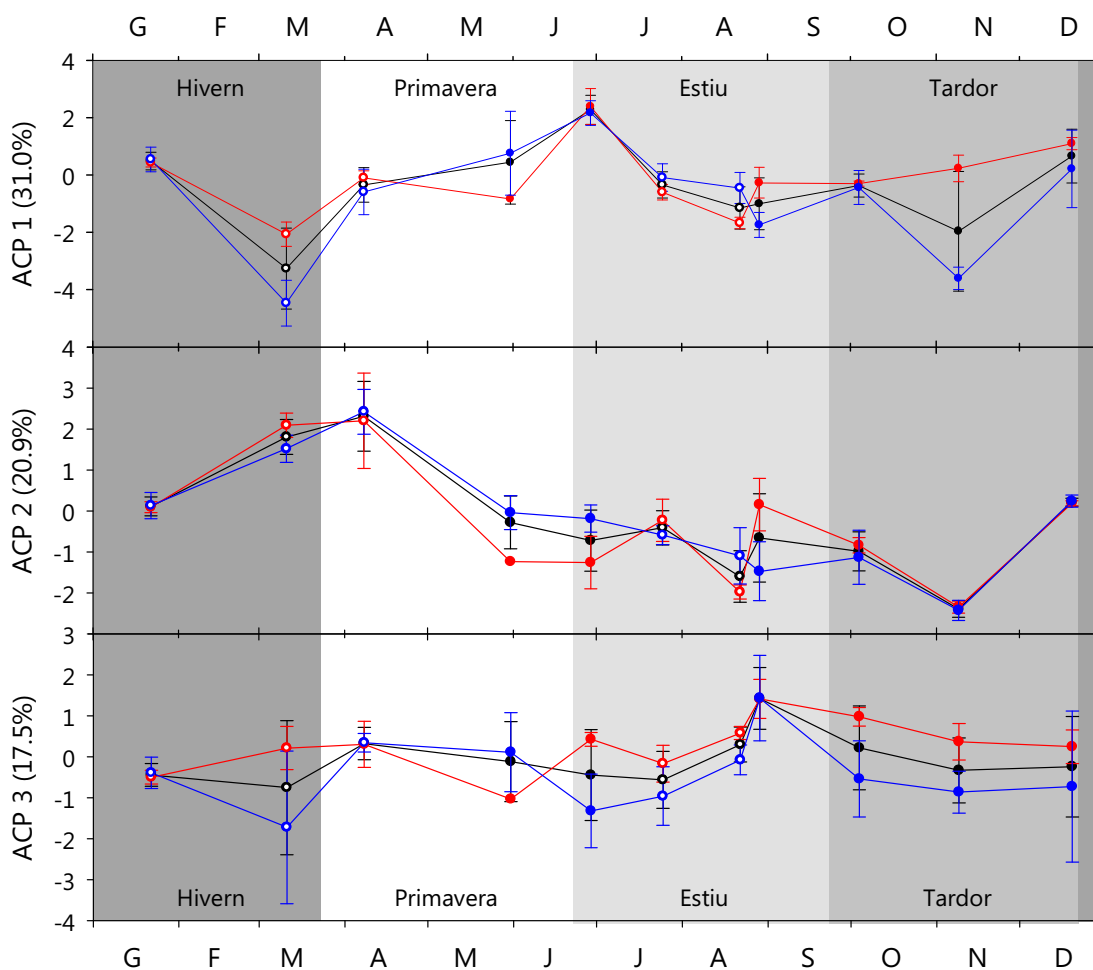 G F M A M J J A S O N D
Hivern Primavera Estiu Tardor
ACP 1 (31.0%)
4
2
0
-2
-4
ACP 2 (20.9%)
4
3
2
1
0
-1
-2
ACP 3 (17.5%)
3
2
1
0
-1
-2
-3
-4
Hivern Primavera Estiu Tardor
G F M A M J J A S O N D